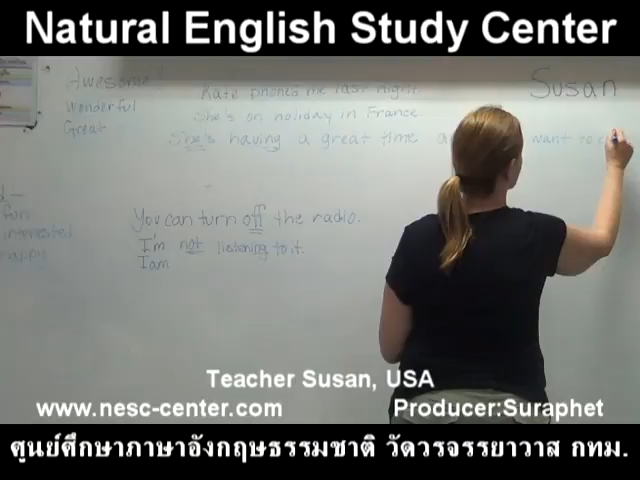 Natural English Study Center
Awesome!
Wonderful
Great
Susan
Kate phones me last night
She's on holiday in France
She's having a great time want to
fun
interested
happy
You can turn off the radio.
I'm not listening to it.
I am
Teacher Susan, USA
www.nesc-center.com
Producer:Suraphet
ศูนย์ศึกษาภาษาอังกฤษธรรมชาติ วัดวรจรรยาวาส กทม.